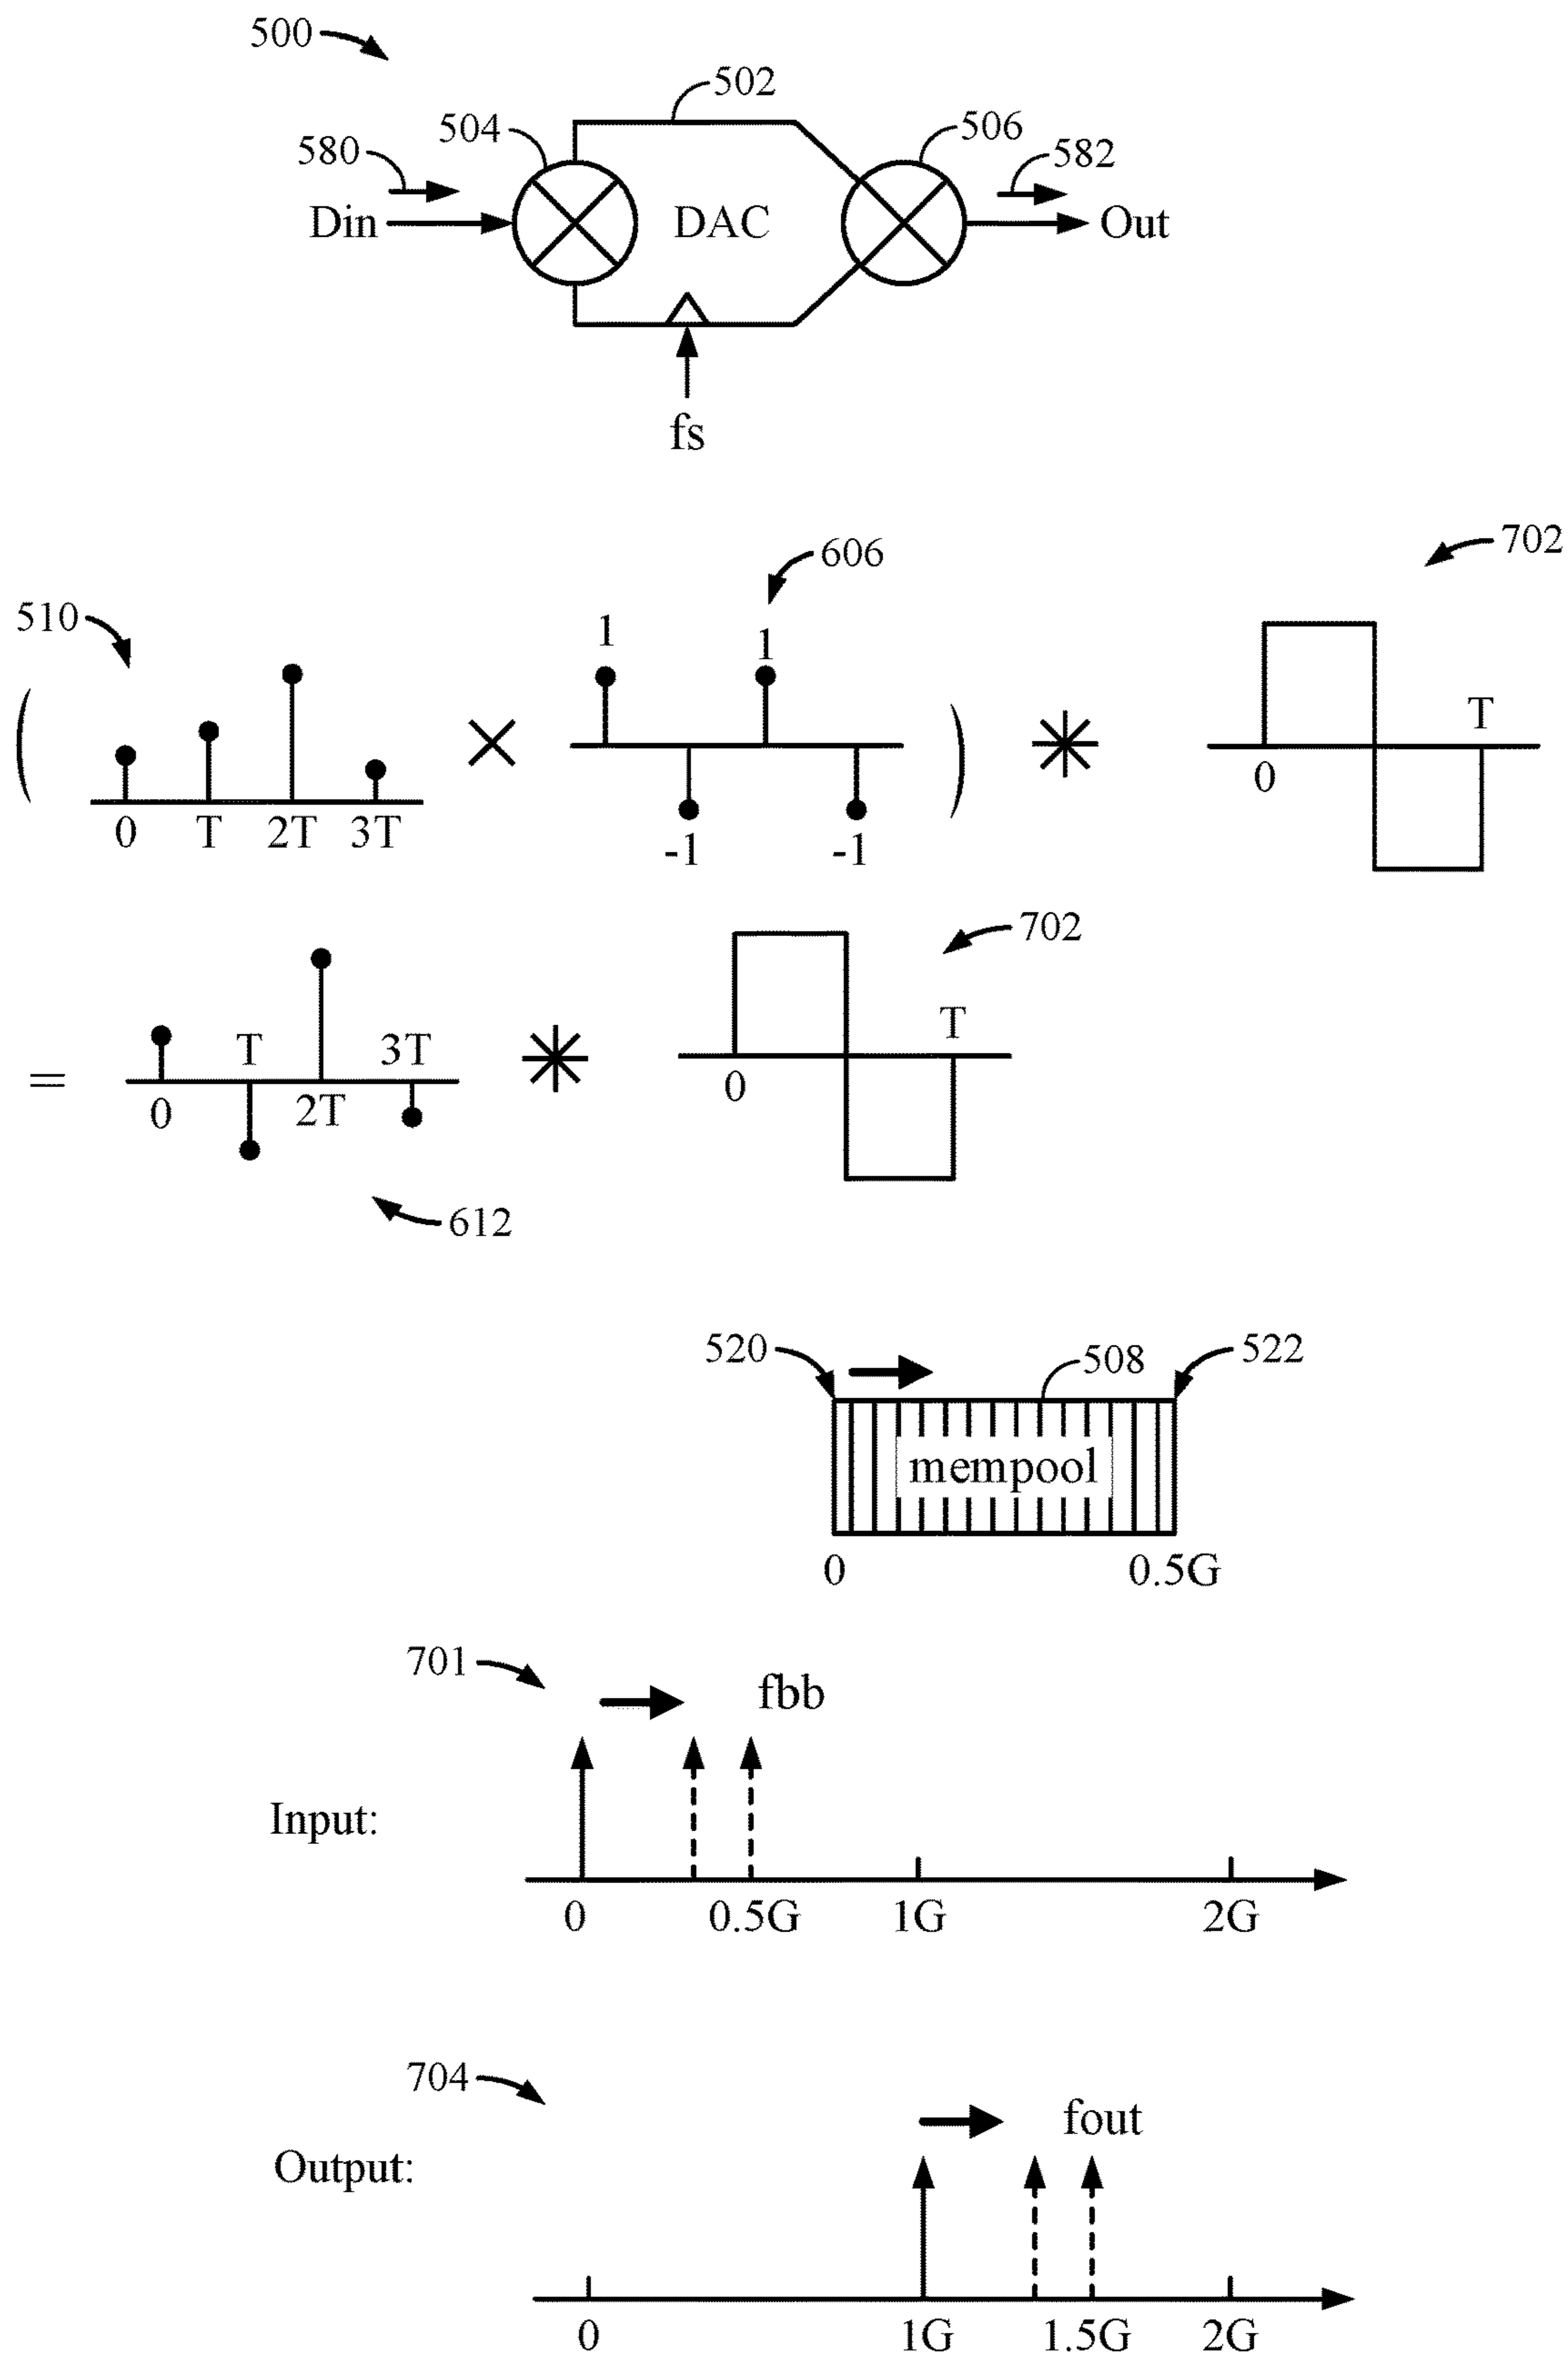 500
502
504
506
580
582
Din
DAC
Out
fs
606
702
510
1
1
T
0
T
2T
3T
-1
-1
0
702
T
3T
T
=
0
2T
0
612
520
508
522
mempool
0
0.5G
701
fbb
Input:
0
0.5G
1G
2G
704
fout
Output:
0
1G
1.5G
2G